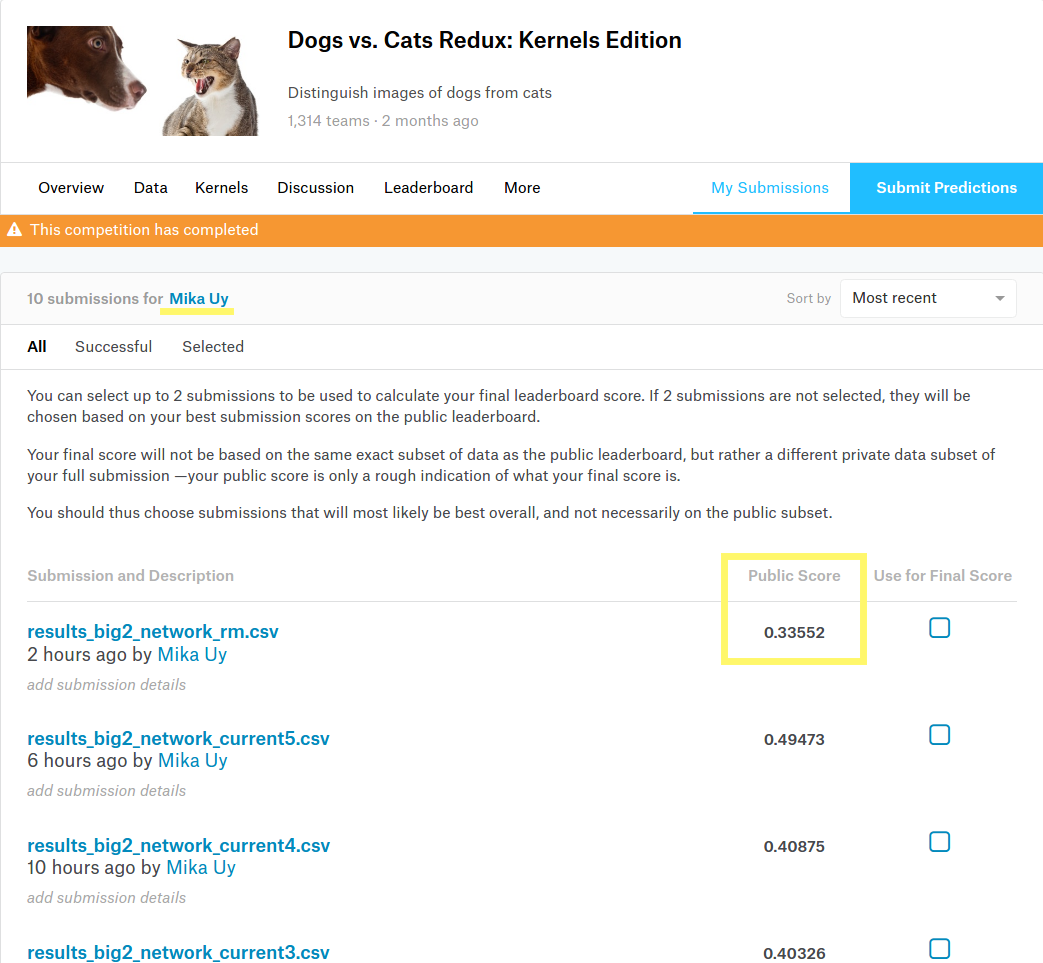 Dogs vs. Cats Redux: Kernels Edition
Distinguish images of dogs from cats
1,314 teams · 2 months ago
Overview Data Kernels Discussion Leaderboard More My Submissions Submit Predictions
This competition has completed
10 submissions for Mika Uy Sort by Most recent
All Successful Selected
You can select up to 2 submissions to be used to calculate your final leaderboard score. If 2 submissions are not selected, they will be
chosen based on your best submission scores on the public leaderboard.
Your final score will not be based on the same exact subset of data as the public leaderboard, but rather a different private data subset of
your full submission —your public score is only a rough indication of what your final score is.
You should thus choose submissions that will most likely be best overall, and not necessarily on the public subset.
Submission and Description Public Score Use for Final Score
results_big2_network_rm.csv 0.33552
2 hours ago by Mika Uy
add submission details
results_big2_network_current5.csv 0.49473
6 hours ago by Mika Uy
add submission details
results_big2_network_current4.csv 0.40875
10 hours ago by Mika Uy
add submission details
results_big2_network_current3.csv 0.40326